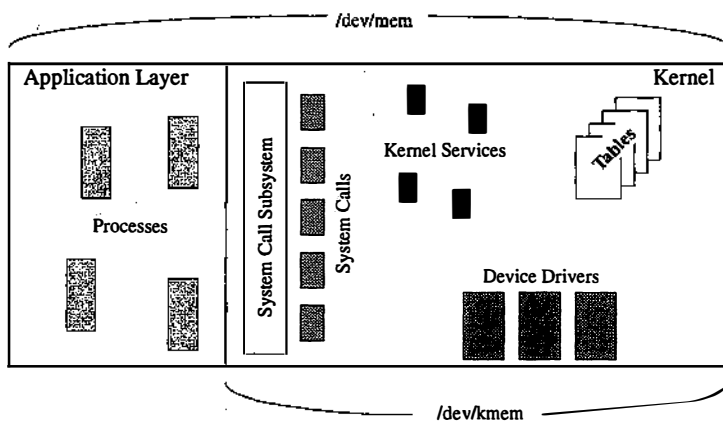 /dev/mem
Application Layer
Kernel
Processes
System Call Subsystem
System Calls
Kernel Services
Tables
Device Drivers
/dev/kmem